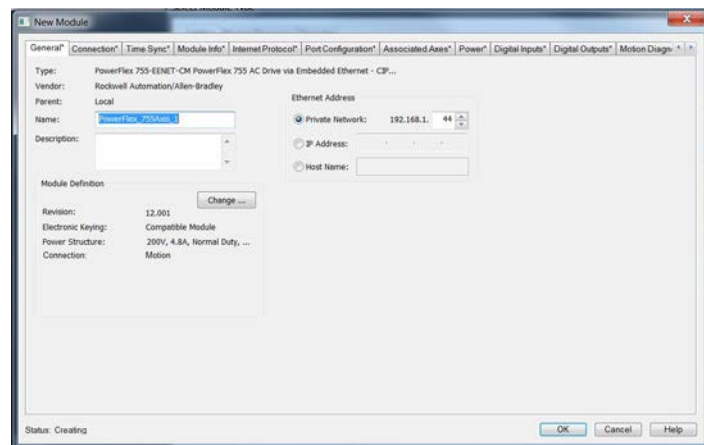 New Module
General* Connection* Time Sync* Module Info* Internet Protocol* Port Configuration* Associated Axes* Power* Digital Inputs* Digital Outputs* Motion Diagn
Type: PowerFlex 755-EENET-CM PowerFlex 755 AC Drive via Embedded Ethernet - CIP...
Vendor: Rockwell Automation/Allen-Bradley
Parent: Local
Name: PowerFlex_755Axis_1
Description:
Ethernet Address
Private Network: 192.168.1. 44
IP Address:
Host Name:
Module Definition
Change ...
Revision: 12.001
Electronic Keying: Compatible Module
Power Structure: 200V, 4.8A, Normal Duty, ...
Connection: Motion
Status: Creating
OK Cancel Help